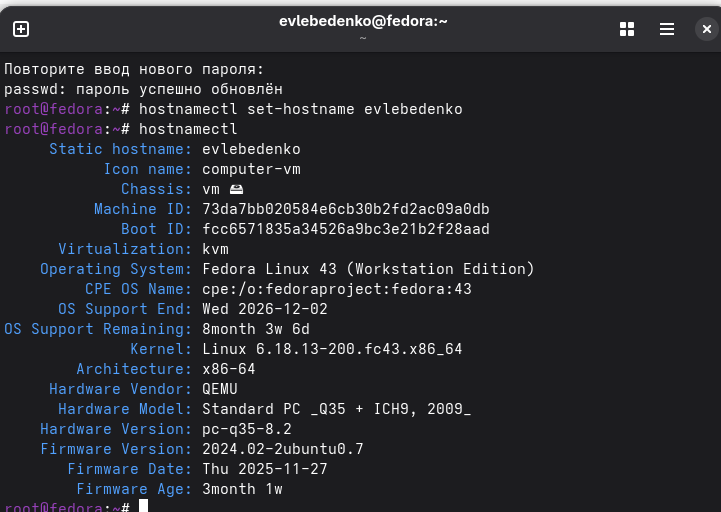 evlebedenko@fedora:~
~
Повторите ввод нового пароля:
passwd: пароль успешно обновлён
root@fedora:~# hostnamectl set-hostname evlebedenko
root@fedora:~# hostnamectl
Static hostname: evlebedenko
Icon name: computer-vm
Chassis: vm 🖴
Machine ID: 73da7bb020584e6cb30b2fd2ac09a0db
Boot ID: fcc6571835a34526a9bc3e21b2f28aad
Virtualization: kvm
Operating System: Fedora Linux 43 (Workstation Edition)
CPE OS Name: cpe:/o:fedoraproject:fedora:43
OS Support End: Wed 2026-12-02
OS Support Remaining: 8month 3w 6d
Kernel: Linux 6.18.13-200.fc43.x86_64
Architecture: x86-64
Hardware Vendor: QEMU
Hardware Model: Standard PC _Q35 + ICH9, 2009_
Hardware Version: pc-q35-8.2
Firmware Version: 2024.02-2ubuntu0.7
Firmware Date: Thu 2025-11-27
Firmware Age: 3month 1w
root@fedora:~#